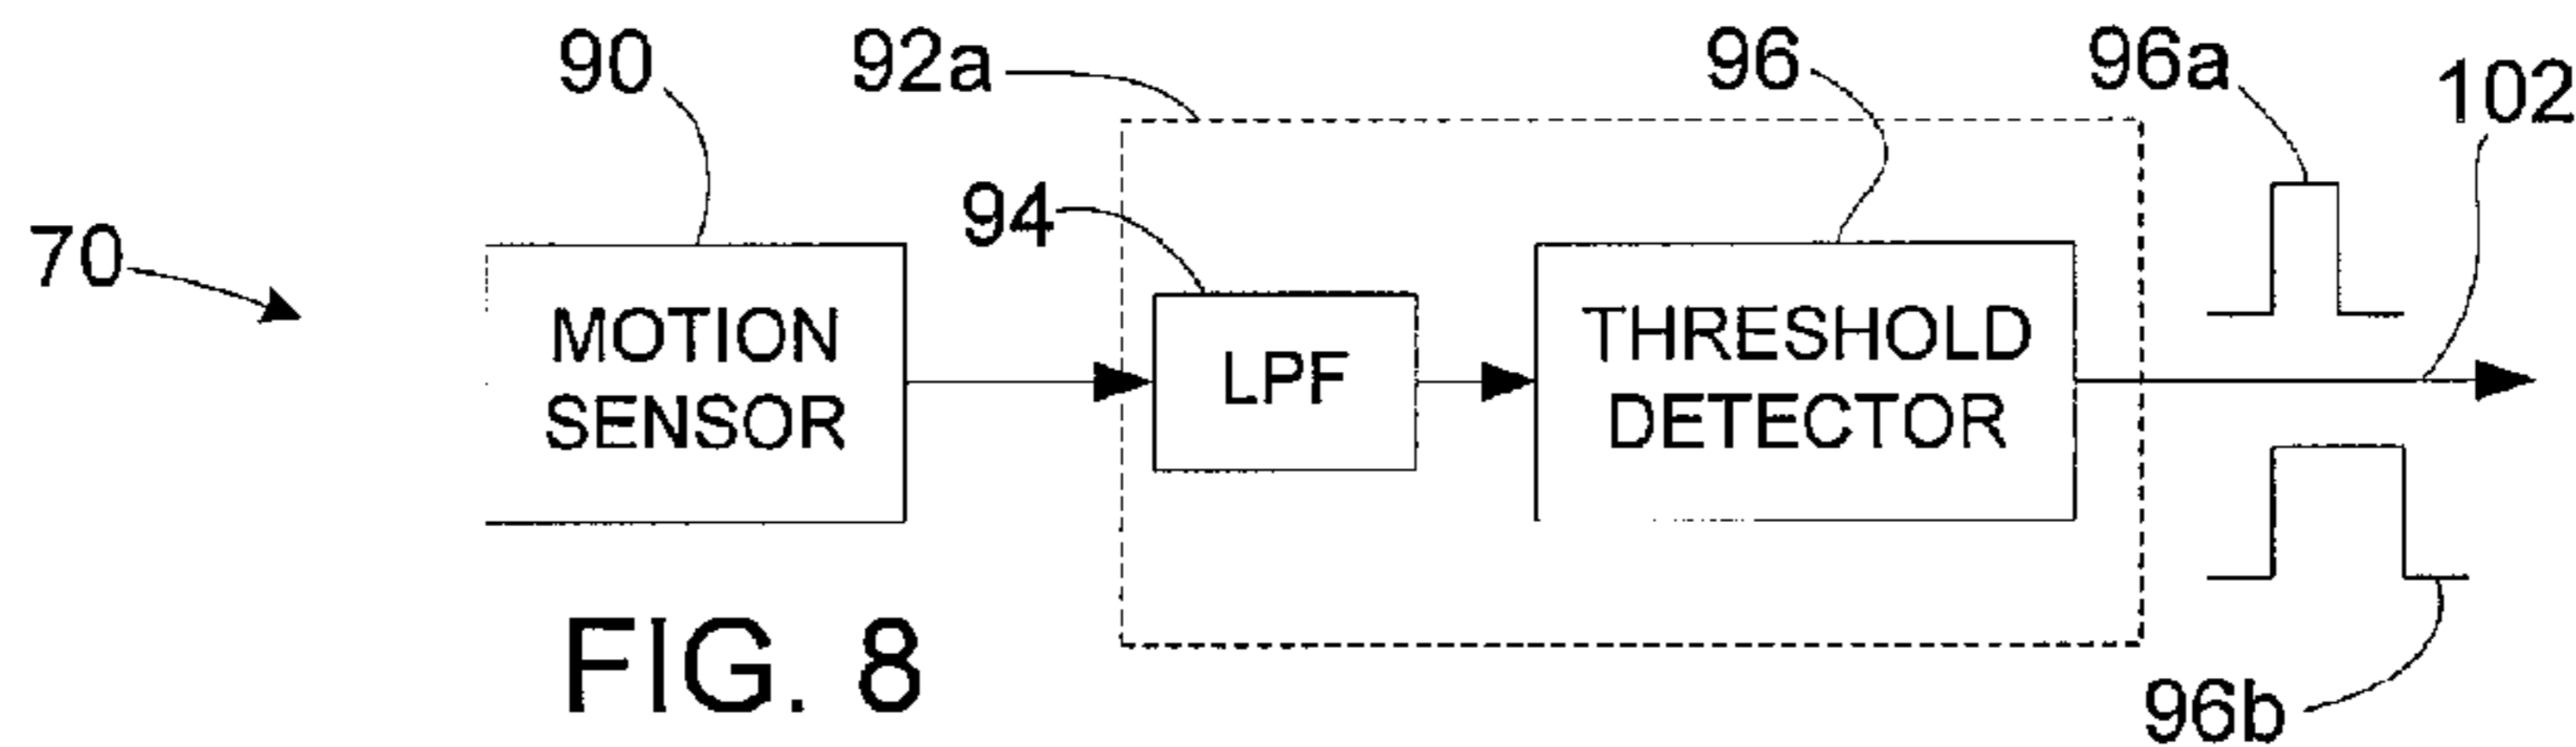 90
92a
96
96a
102
94
70
MOTION
SENSOR
LPF
THRESHOLD
DETECTOR
FIG. 8
96b